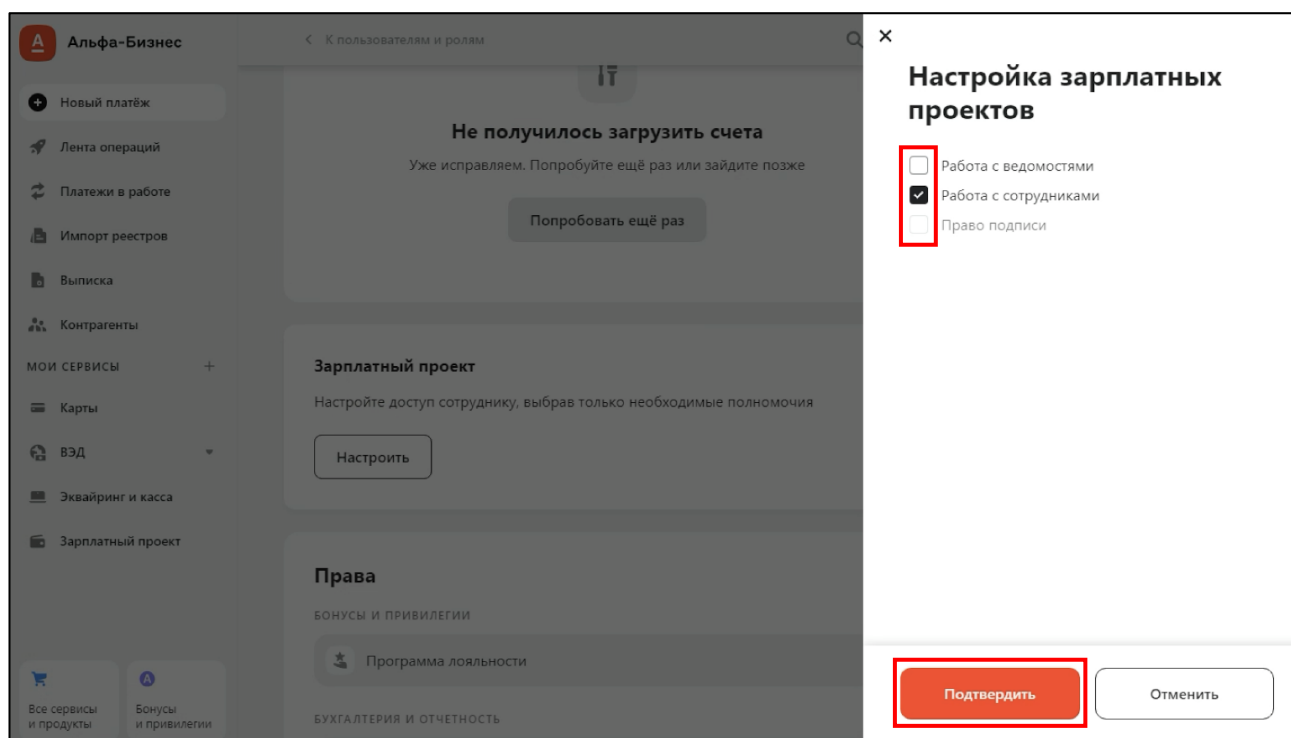 А Альфа-Бизнес
Новый платёж
Лента операций
Платежи в работе
Импорт реестров
Выписка
Контрагенты
МОИ СЕРВИСЫ +
Карты
ВЭД
Эквайринг и касса
Зарплатный проект
Все сервисы
и продукты
А
Бонусы
и привилегии
К пользователям и ролям
Не получилось загрузить счета
Уже исправляем. Попробуйте ещё раз или зайдите позже
Попробовать ещё раз
Зарплатный проект
Настройте доступ сотруднику, выбрав только необходимые полномочия
Настроить
Права
БОНУСЫ И ПРИВИЛЕГИИ
Программа лояльности
БУХГАЛТЕРИЯ И ОТЧЕТНОСТЬ
Настройка зарплатных
проектов
Работа с ведомостями
Работа с сотрудниками
Право подписи
Подтвердить
Отменить